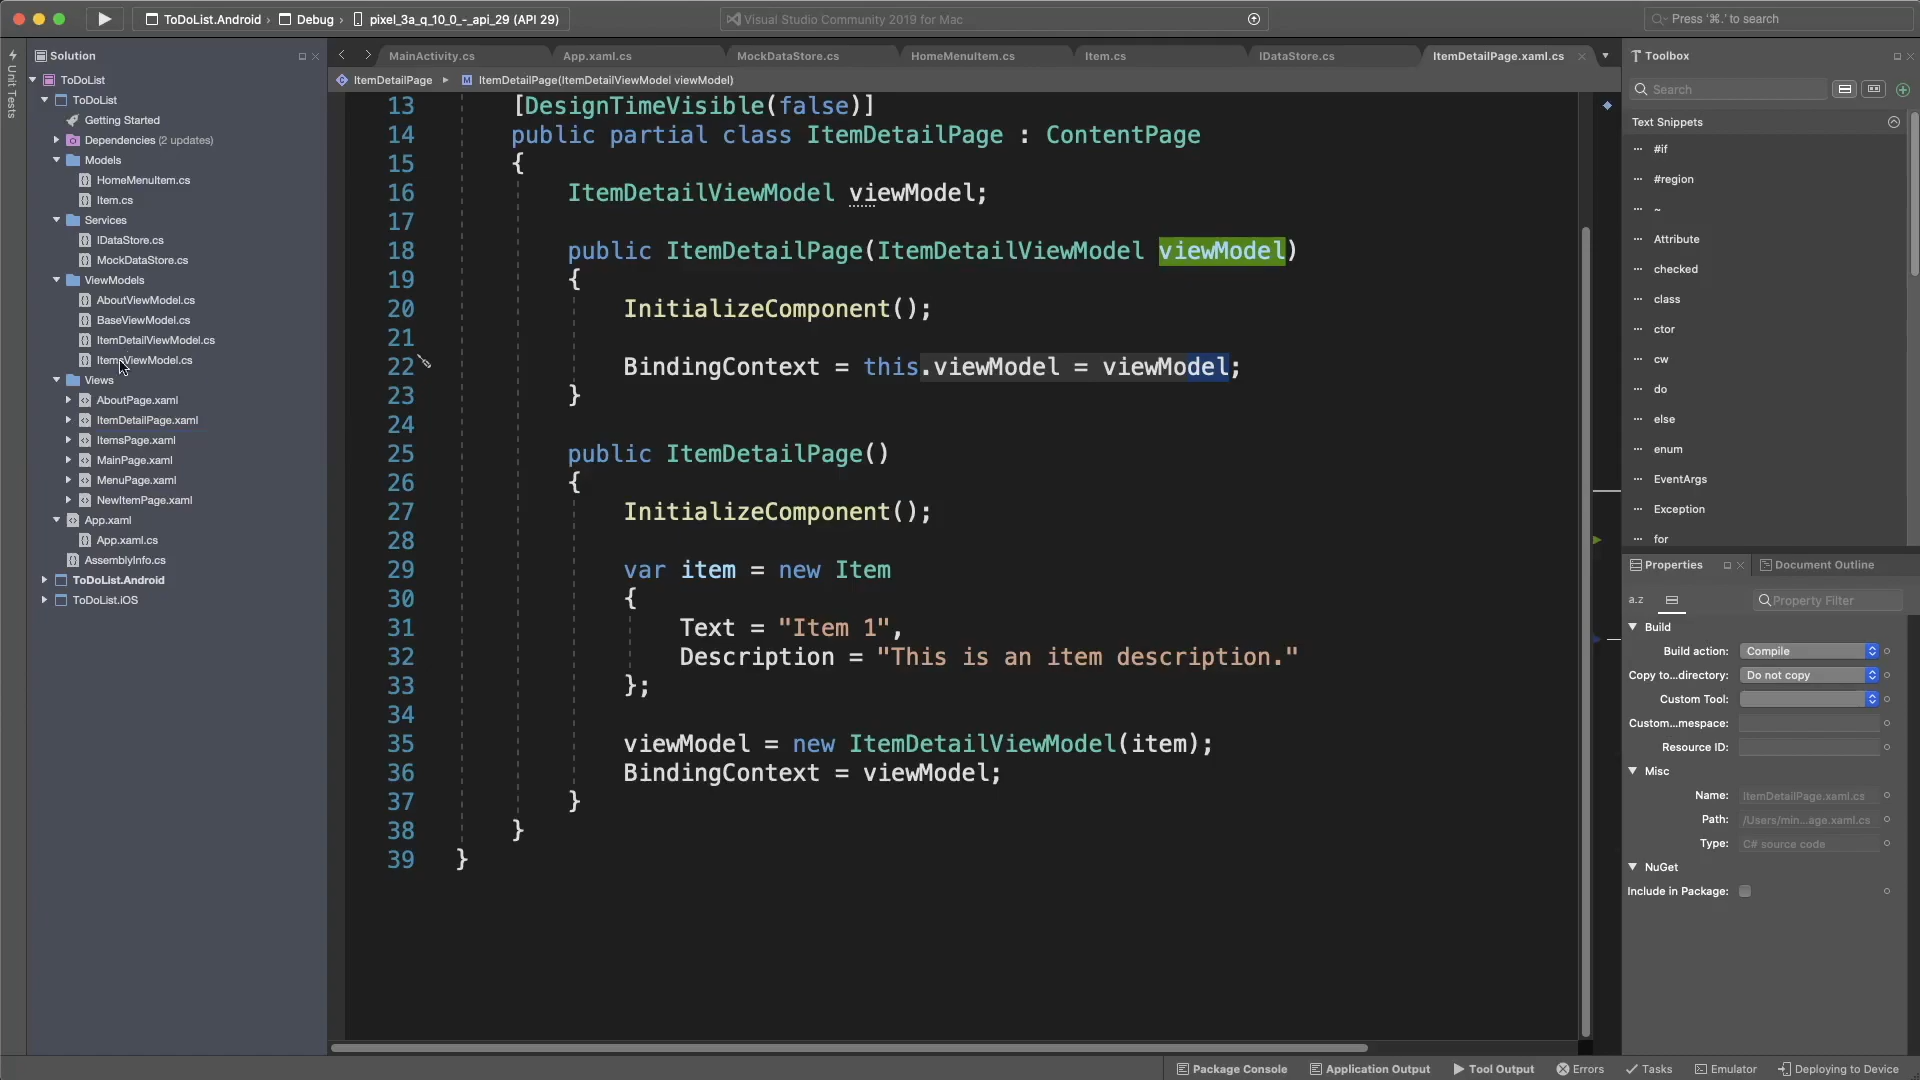 ToDoList.Android › Debug › pixel_3a_q_10_0_-_api_29 (API 29)
Visual Studio Community 2019 for Mac
Press '⌘.' to search
Unit Tests
Solution
ToDoList
ToDoList
Getting Started
Dependencies (2 updates)
Models
HomeMenuItem.cs
Item.cs
Services
IDataStore.cs
MockDataStore.cs
ViewModels
AboutViewModel.cs
BaseViewModel.cs
ItemDetailViewModel.cs
ItemsViewModel.cs
Views
AboutPage.xaml
ItemDetailPage.xaml
ItemsPage.xaml
MainPage.xaml
MenuPage.xaml
NewItemPage.xaml
App.xaml
App.xaml.cs
AssemblyInfo.cs
ToDoList.Android
ToDoList.iOS
MainActivity.cs App.xaml.cs MockDataStore.cs HomeMenuItem.cs Item.cs IDataStore.cs ItemDetailPage.xaml.cs
ItemDetailPage ItemDetailPage(ItemDetailViewModel viewModel)
13 [DesignTimeVisible(false)]
14 public partial class ItemDetailPage : ContentPage
15 {
16 ItemDetailViewModel viewModel;
17
18 public ItemDetailPage(ItemDetailViewModel viewModel)
19 {
20 InitializeComponent();
21
22 BindingContext = this.viewModel = viewModel;
23 }
24
25 public ItemDetailPage()
26 {
27 InitializeComponent();
28
29 var item = new Item
30 {
31 Text = "Item 1",
32 Description = "This is an item description."
33 };
34
35 viewModel = new ItemDetailViewModel(item);
36 BindingContext = viewModel;
37 }
38 }
39 }
Toolbox
Search
Text Snippets
#if
#region
~
Attribute
checked
class
ctor
cw
do
else
enum
EventArgs
Exception
for
Properties Document Outline
a.z Property Filter
Build
Build action: Compile
Copy to...directory: Do not copy
Custom Tool:
Custom...mespace:
Resource ID:
Misc
Name: ItemDetailPage.xaml.cs
Path: /Users/min...age.xaml.cs
Type: C# source code
NuGet
Include in Package:
Package Console Application Output Tool Output Errors Tasks Emulator Deploying to Device